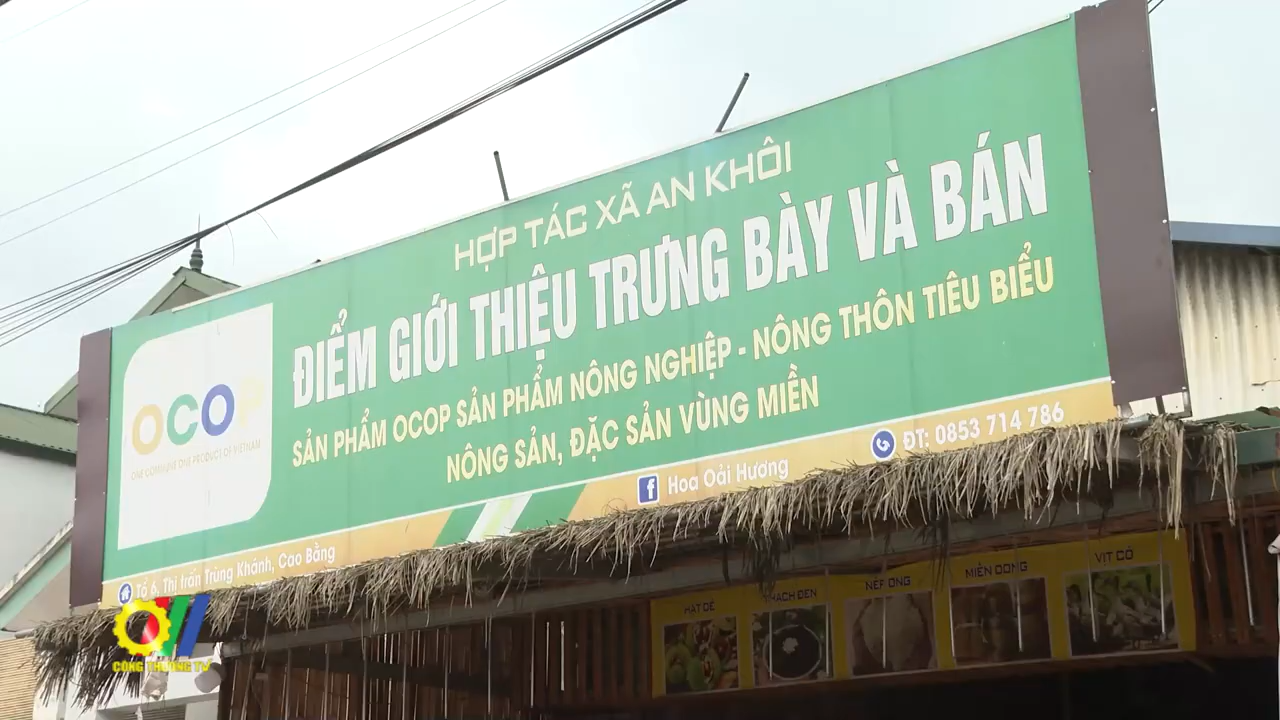 HỢP TÁC XÃ AN KHÔI
ĐIỂM GIỚI THIỆU TRƯNG BÀY VÀ BÁN
SẢN PHẨM OCOP SẢN PHẨM NÔNG NGHIỆP - NÔNG THÔN TIÊU BIỂU
NÔNG SẢN, ĐẶC SẢN VÙNG MIỀN
OCOP
ONE COMMUNE ONE PRODUCT OF VIETNAM
ĐT: 0853 714 786
Hoa Oải Hương
Tổ 6, Thị trấn Trùng Khánh, Cao Bằng
HẠT DẺ
THẠCH ĐEN
NẾP ONG
MIẾN DONG
VỊT CỎ
CÔNG THƯƠNG TV